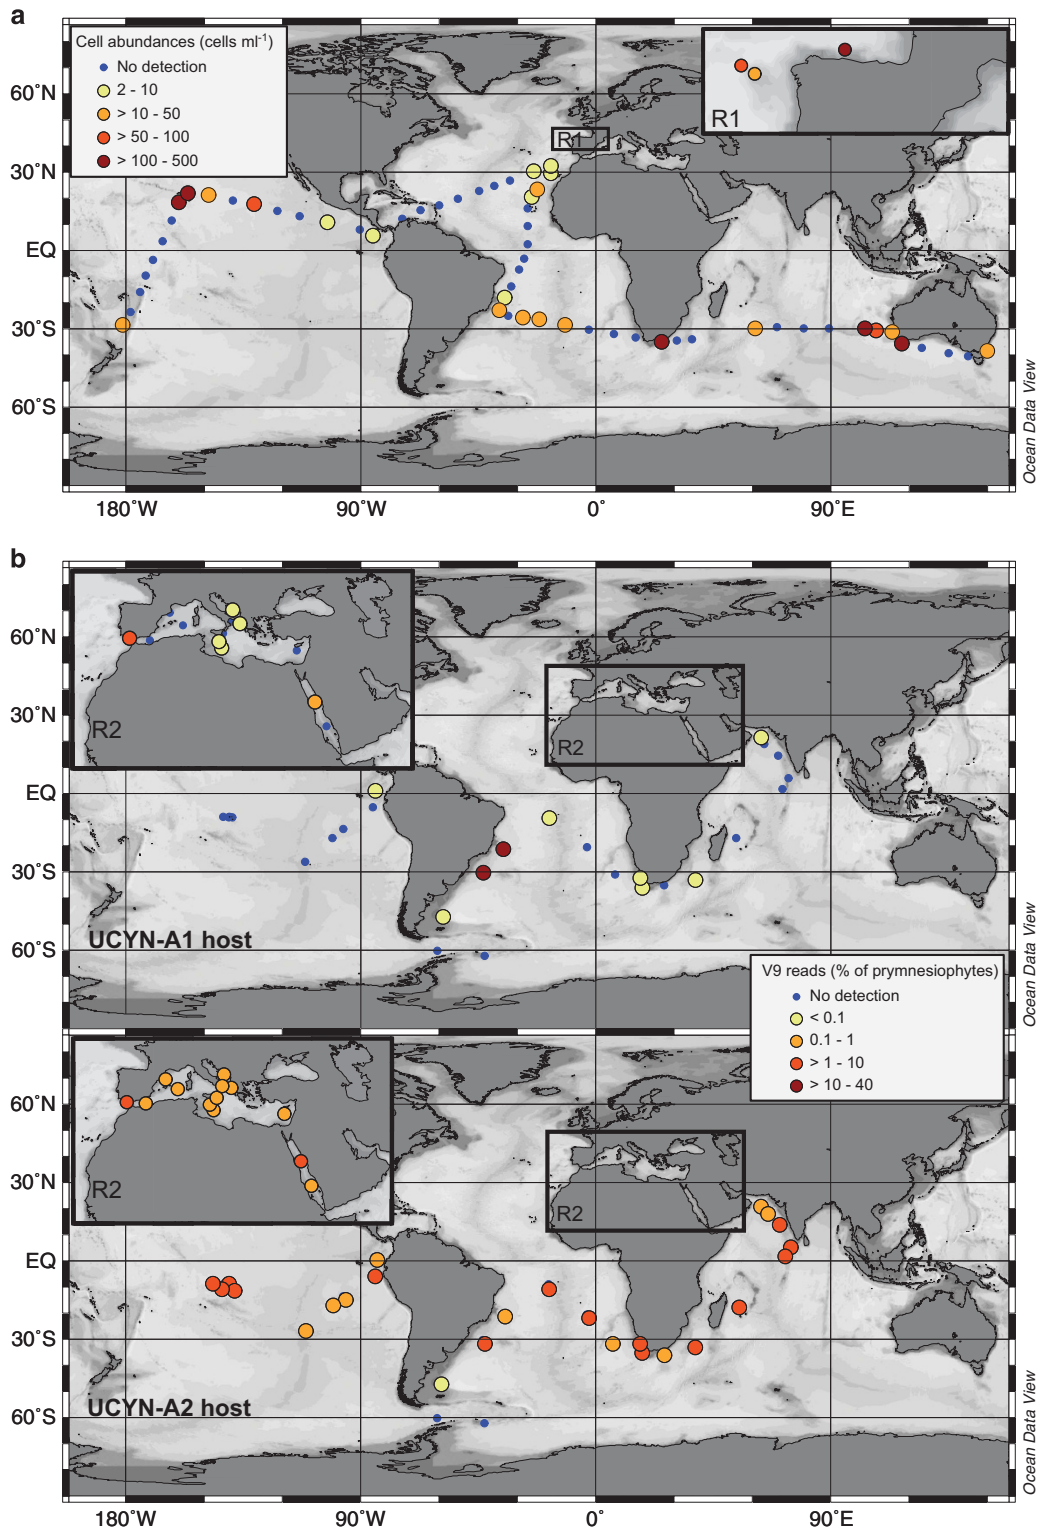 a
Cell abundances (cells ml⁻¹)
No detection
2 - 10
> 10 - 50
> 50 - 100
> 100 - 500
R1
R1
60˚N
30˚N
EQ
30˚S
60˚S
180˚W
90˚W
0˚
90˚E
Ocean Data View
b
R2
R2
60˚N
30˚N
EQ
30˚S
60˚S
UCYN-A1 host
Ocean Data View
V9 reads (% of prymnesiophytes)
No detection
< 0.1
0.1 - 1
> 1 - 10
> 10 - 40
R2
R2
60˚N
30˚N
EQ
30˚S
60˚S
UCYN-A2 host
Ocean Data View
180˚W
90˚W
0˚
90˚E